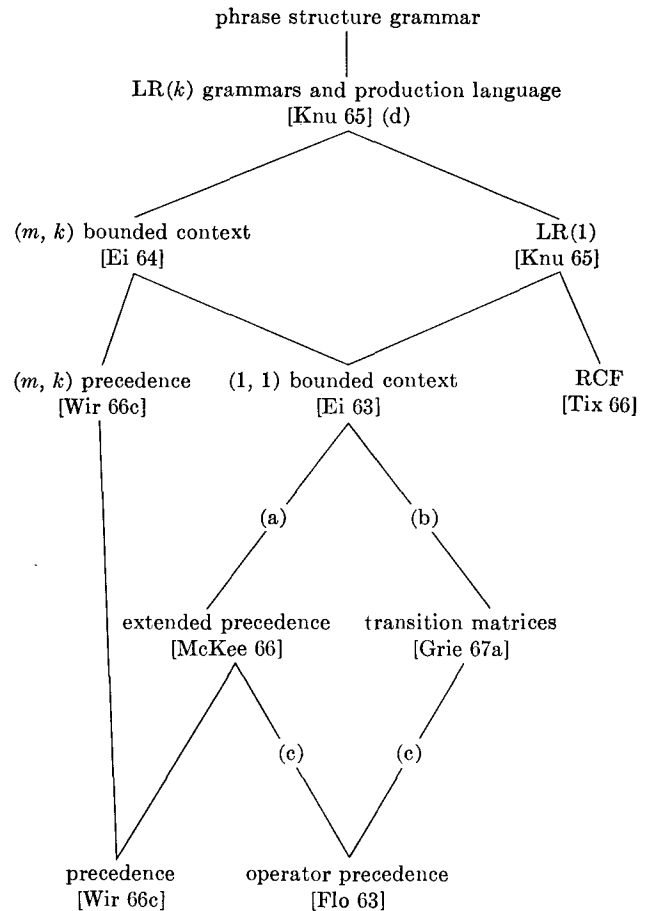 phrase structure grammar
LR(k) grammars and production language
[Knu 65] (d)
(m, k) bounded context
[Ei 64]
LR(1)
[Knu 65]
(m, k) precedence
[Wir 66c]
(1, 1) bounded context
[Ei 63]
RCF
[Tix 66]
(a)
(b)
extended precedence
[McKee 66]
transition matrices
[Grie 67a]
(c)
(c)
precedence
[Wir 66c]
operator precedence
[Flo 63]